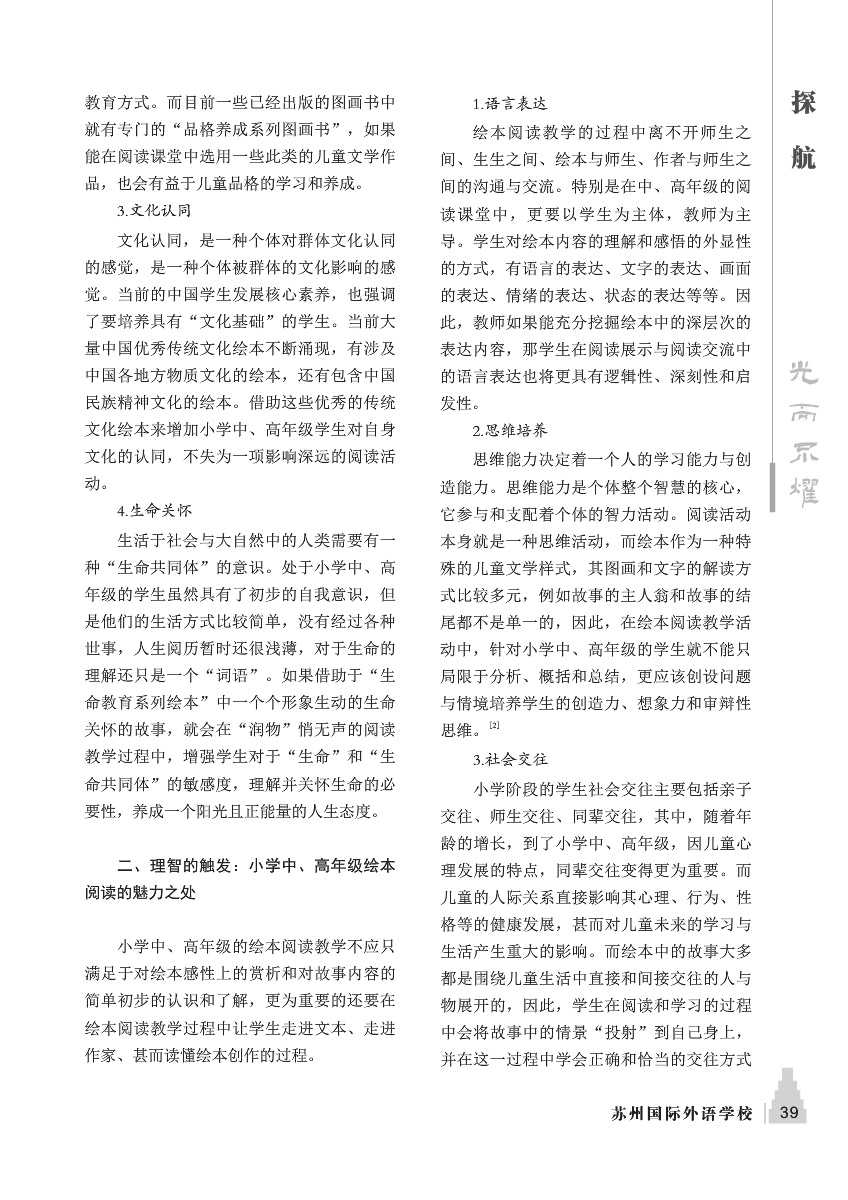 教育方式。而目前一些已经出版的图画书中
就有专门的“品格养成系列图画书”，如果
能在阅读课堂中选用一些此类的儿童文学作
品，也会有益于儿童品格的学习和养成。
3.文化认同
文化认同，是一种个体对群体文化认同
的感觉，是一种个体被群体的文化影响的感
觉。当前的中国学生发展核心素养，也强调
了要培养具有“文化基础”的学生。当前大
量中国优秀传统文化绘本不断涌现，有涉及
中国各地方物质文化的绘本，还有包含中国
民族精神文化的绘本。借助这些优秀的传统
文化绘本来增加小学中、高年级学生对自身
文化的认同，不失为一项影响深远的阅读活
动。
4.生命关怀
生活于社会与大自然中的人类需要有一
种“生命共同体”的意识。处于小学中、高
年级的学生虽然具有了初步的自我意识，但
是他们的生活方式比较简单，没有经过各种
世事，人生阅历暂时还很浅薄，对于生命的
理解还只是一个“词语”。如果借助于“生
命教育系列绘本”中一个个形象生动的生命
关怀的故事，就会在“润物”悄无声的阅读
教学过程中，增强学生对于“生命”和“生
命共同体”的敏感度，理解并关怀生命的必
要性，养成一个阳光且正能量的人生态度。
二、理智的触发：小学中、高年级绘本
阅读的魅力之处
小学中、高年级的绘本阅读教学不应只
满足于对绘本感性上的赏析和对故事内容的
简单初步的认识和了解，更为重要的还要在
绘本阅读教学过程中让学生走进文本、走进
作家、甚而读懂绘本创作的过程。
1.语言表达
绘本阅读教学的过程中离不开师生之
间、生生之间、绘本与师生、作者与师生之
间的沟通与交流。特别是在中、高年级的阅
读课堂中，更要以学生为主体，教师为主
导。学生对绘本内容的理解和感悟的外显性
的方式，有语言的表达、文字的表达、画面
的表达、情绪的表达、状态的表达等等。因
此，教师如果能充分挖掘绘本中的深层次的
表达内容，那学生在阅读展示与阅读交流中
的语言表达也将更具有逻辑性、深刻性和启
发性。
2.思维培养
思维能力决定着一个人的学习能力与创
造能力。思维能力是个体整个智慧的核心，
它参与和支配着个体的智力活动。阅读活动
本身就是一种思维活动，而绘本作为一种特
殊的儿童文学样式，其图画和文字的解读方
式比较多元，例如故事的主人翁和故事的结
尾都不是单一的，因此，在绘本阅读教学活
动中，针对小学中、高年级的学生就不能只
局限于分析、概括和总结，更应该创设问题
与情境培养学生的创造力、想象力和审辩性
思维。[2]
3.社会交往
小学阶段的学生社会交往主要包括亲子
交往、师生交往、同辈交往，其中，随着年
龄的增长，到了小学中、高年级，因儿童心
理发展的特点，同辈交往变得更为重要。而
儿童的人际关系直接影响其心理、行为、性
格等的健康发展，甚而对儿童未来的学习与
生活产生重大的影响。而绘本中的故事大多
都是围绕儿童生活中直接和间接交往的人与
物展开的，因此，学生在阅读和学习的过程
中会将故事中的情景“投射”到自己身上，
并在这一过程中学会正确和恰当的交往方式
探航
光而不耀
苏州国际外语学校
39